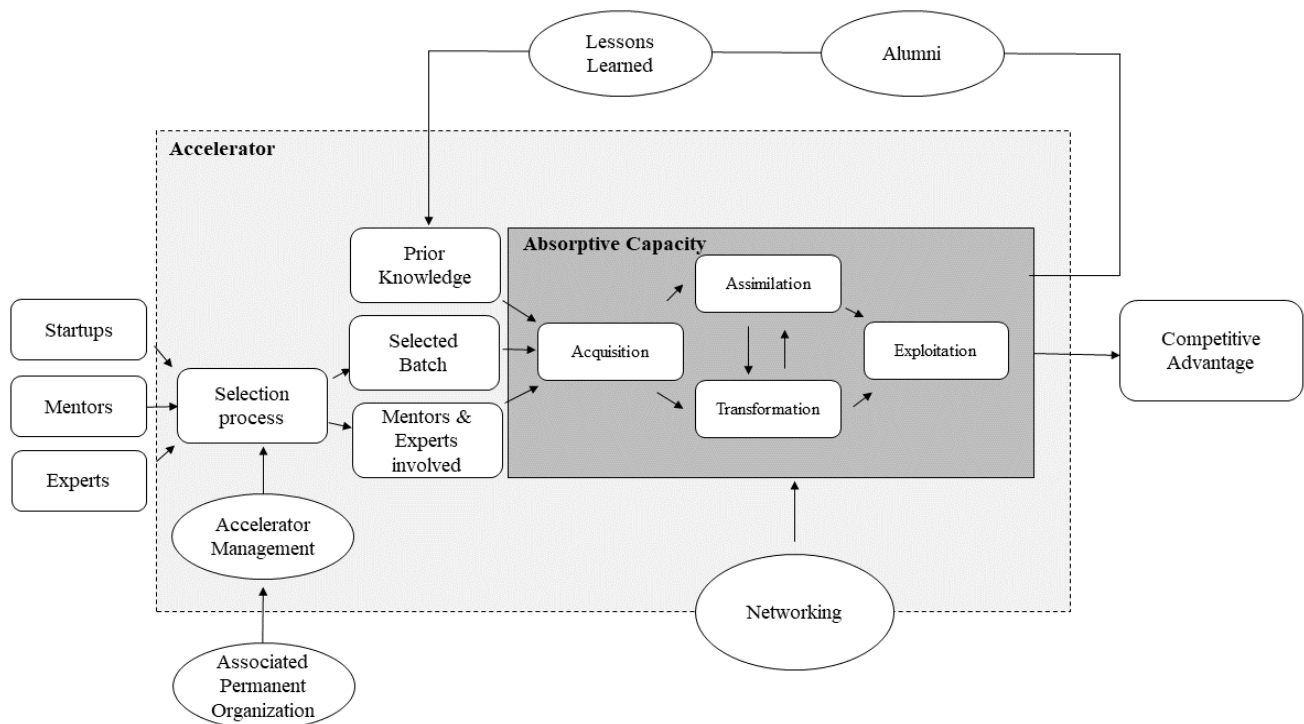 Lessons
Learned
Alumni
Accelerator
Prior
Knowledge
Absorptive Capacity
Assimilation
Startups
Selected
Batch
Acquisition
Exploitation
Competitive
Advantage
Mentors
Selection
process
Transformation
Mentors &
Experts
involved
Experts
Accelerator
Management
Networking
Associated
Permanent
Organization